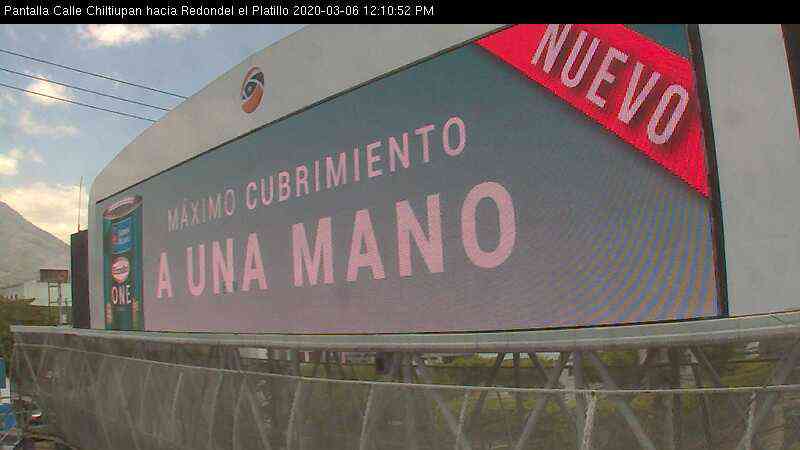 Pantalla Calle Chiltiupan hacia Redondel el Platillo 2020-03-06 12:10:52 PM
NUEVO
MÁXIMO CUBRIMIENTO
A UNA MANO
ONE